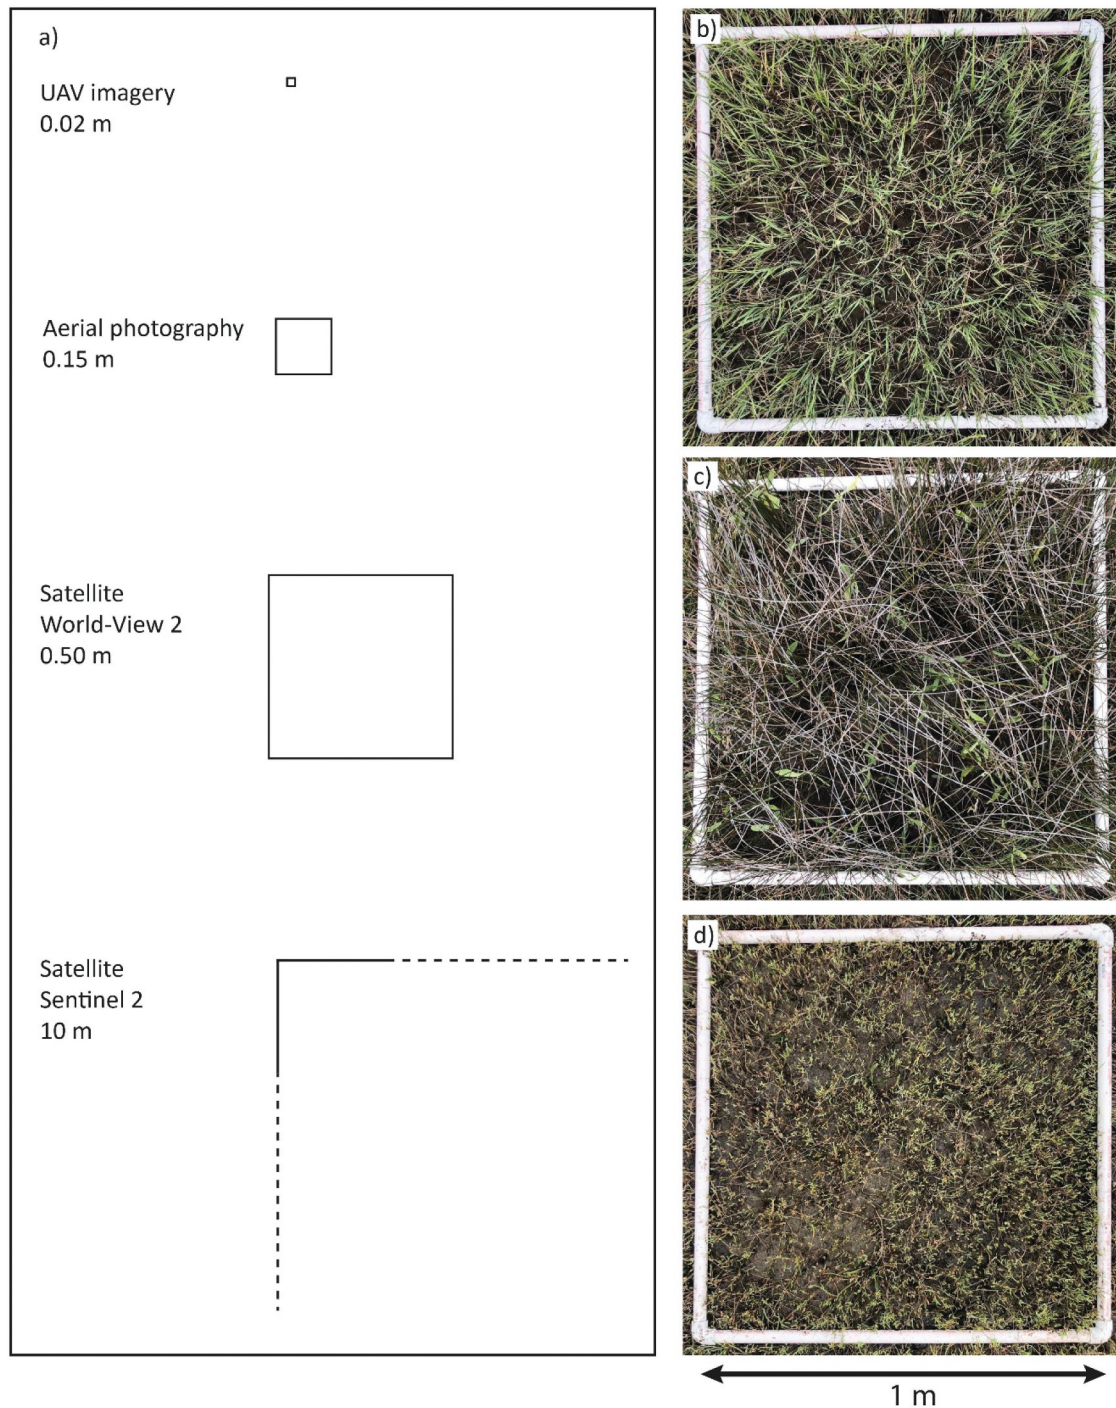 a)
UAV imagery
0.02 m
Aerial photography
0.15 m
Satellite
World-View 2
0.50 m
Satellite
Sentinel 2
10 m
b)
c)
d)
1 m